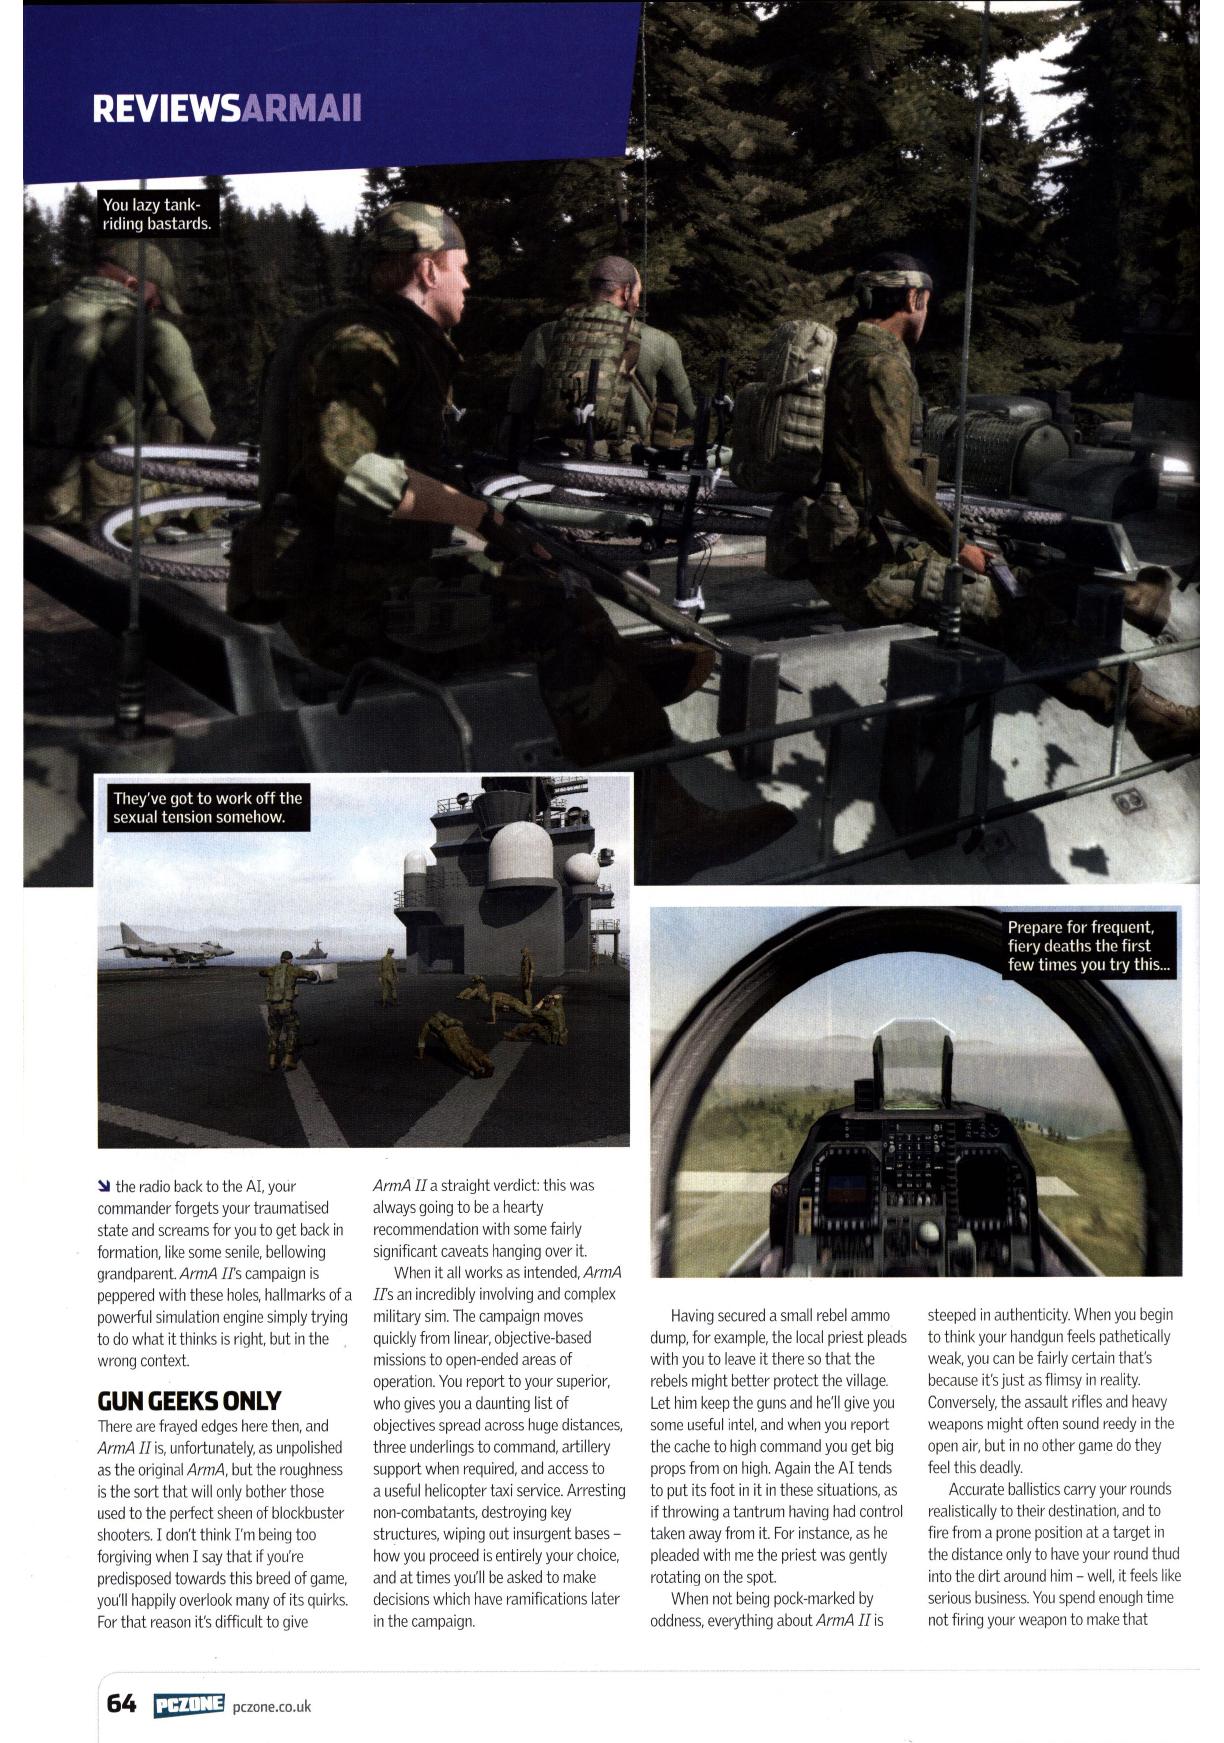 REVIEWSARMAII
You lazy tank-
riding bastards.
They've got to work off the
sexual tension somehow.
Prepare for frequent,
fiery deaths the first
few times you try this...
the radio back to the AI, your
commander forgets your traumatised
state and screams for you to get back in
formation, like some senile, bellowing
grandparent. ArmA II's campaign is
peppered with these holes, hallmarks of a
powerful simulation engine simply trying
to do what it thinks is right, but in the
wrong context.
GUN GEEKS ONLY
There are frayed edges here then, and
ArmA II is, unfortunately, as unpolished
as the original ArmA, but the roughness
is the sort that will only bother those
used to the perfect sheen of blockbuster
shooters. I don't think I'm being too
forgiving when I say that if you're
predisposed towards this breed of game,
you'll happily overlook many of its quirks.
For that reason it's difficult to give
ArmA II a straight verdict: this was
always going to be a hearty
recommendation with some fairly
significant caveats hanging over it.
When it all works as intended, ArmA
II's an incredibly involving and complex
military sim. The campaign moves
quickly from linear, objective-based
missions to open-ended areas of
operation. You report to your superior,
who gives you a daunting list of
objectives spread across huge distances,
three underlings to command, artillery
support when required, and access to
a useful helicopter taxi service. Arresting
non-combatants, destroying key
structures, wiping out insurgent bases –
how you proceed is entirely your choice,
and at times you'll be asked to make
decisions which have ramifications later
in the campaign.
Having secured a small rebel ammo
dump, for example, the local priest pleads
with you to leave it there so that the
rebels might better protect the village.
Let him keep the guns and he'll give you
some useful intel, and when you report
the cache to high command you get big
props from on high. Again the AI tends
to put its foot in it in these situations, as
if throwing a tantrum having had control
taken away from it. For instance, as he
pleaded with me the priest was gently
rotating on the spot.
When not being pock-marked by
oddness, everything about ArmA II is
steeped in authenticity. When you begin
to think your handgun feels pathetically
weak, you can be fairly certain that's
because it's just as flimsy in reality.
Conversely, the assault rifles and heavy
weapons might often sound reedy in the
open air, but in no other game do they
feel this deadly.
Accurate ballistics carry your rounds
realistically to their destination, and to
fire from a prone position at a target in
the distance only to have your round thud
into the dirt around him – well, it feels like
serious business. You spend enough time
not firing your weapon to make that
64 PCZONE pczone.co.uk